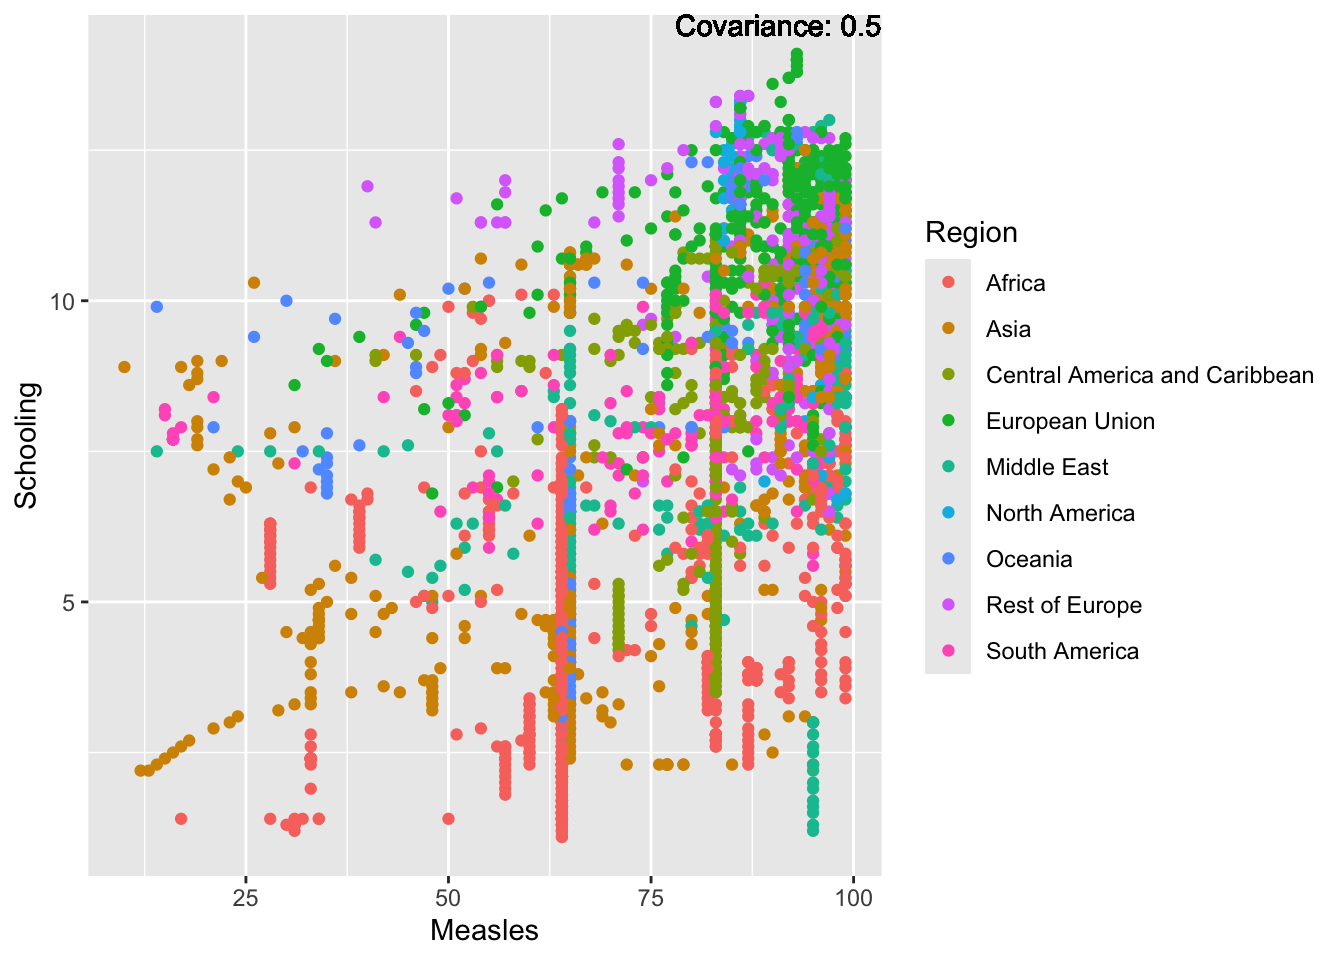 Covariance: 0.5
10
5
Schooling
25
50
75
100
Measles
Region
Africa
Asia
Central America and Caribbean
European Union
Middle East
North America
Oceania
Rest of Europe
South America